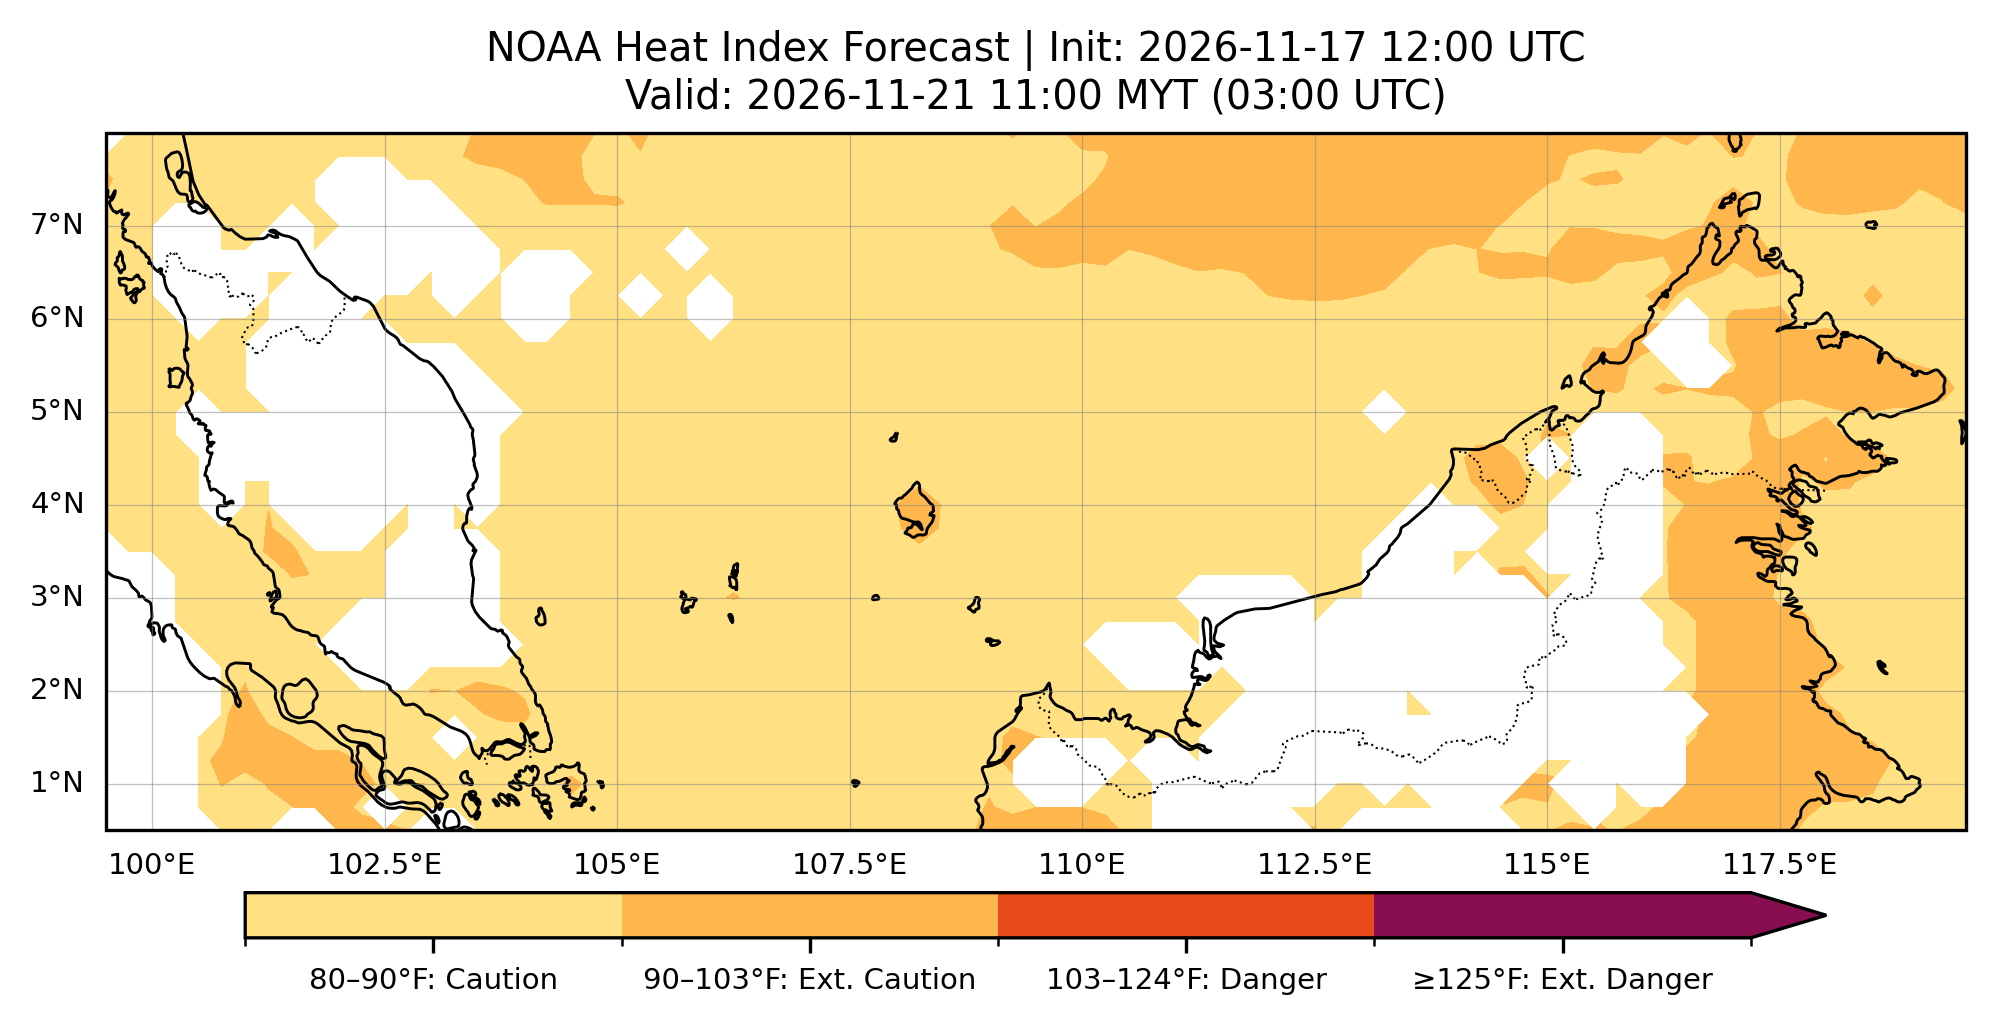 NOAA Heat Index Forecast | Init: 2026-11-17 12:00 UTC
Valid: 2026-11-21 11:00 MYT (03:00 UTC)
7°N
6°N
5°N
4°N
3°N
2°N
1°N
100°E 102.5°E 105°E 107.5°E 110°E 112.5°E 115°E 117.5°E
80–90°F: Caution 90–103°F: Ext. Caution 103–124°F: Danger ≥125°F: Ext. Danger